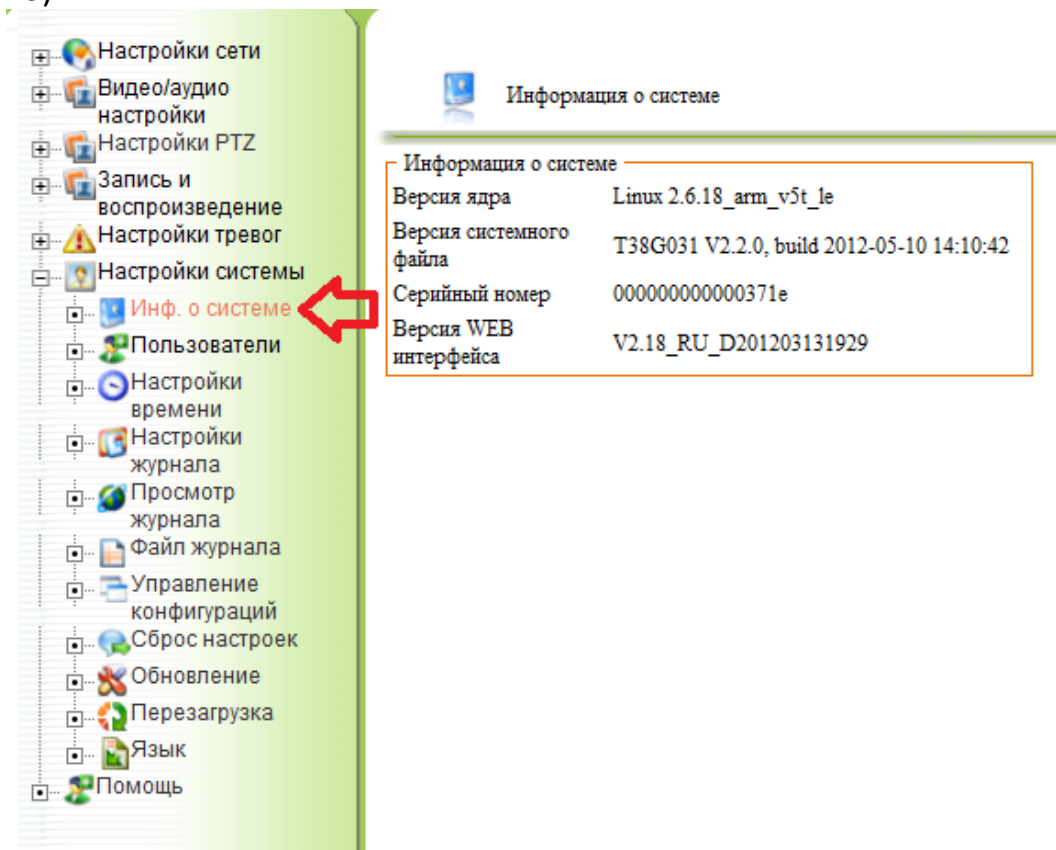 Настройки сети
Видео/аудио
настройки
Настройки PTZ
Запись и
воспроизведение
Настройки тревог
Настройки системы
Инф. о системе
Пользователи
Настройки
времени
Настройки
журнала
Просмотр
журнала
Файл журнала
Управление
конфигураций
Сброс настроек
Обновление
Перезагрузка
Язык
Помощь
Информация о системе
Информация о системе
Версия ядра Linux 2.6.18_arm_v5t_le
Версия системного
файла T38G031 V2.2.0, build 2012-05-10 14:10:42
Серийный номер 000000000000371e
Версия WEB
интерфейса V2.18_RU_D201203131929